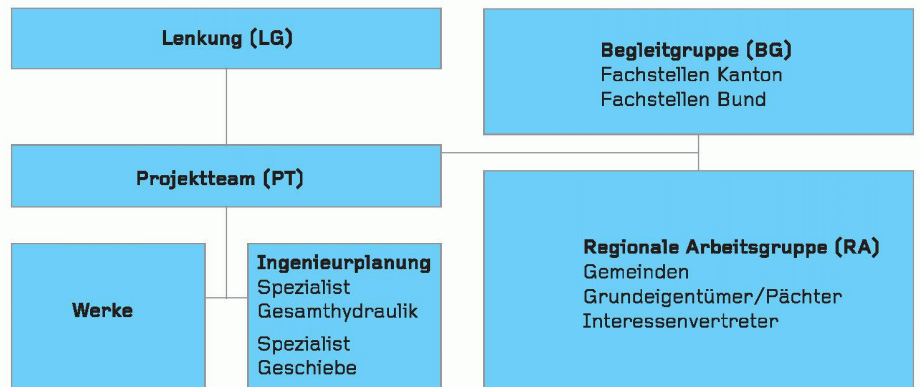 Lenkung (LG)
Begleitgruppe (BG)
Fachstellen Kanton
Fachstellen Bund
Projektteam (PT)
Werke
Ingenieurplanung
Spezialist
Gesamthydraulik
Spezialist
Geschiebe
Regionale Arbeitsgruppe (RA)
Gemeinden
Grundeigentümer/Pächter
Interessenvertreter